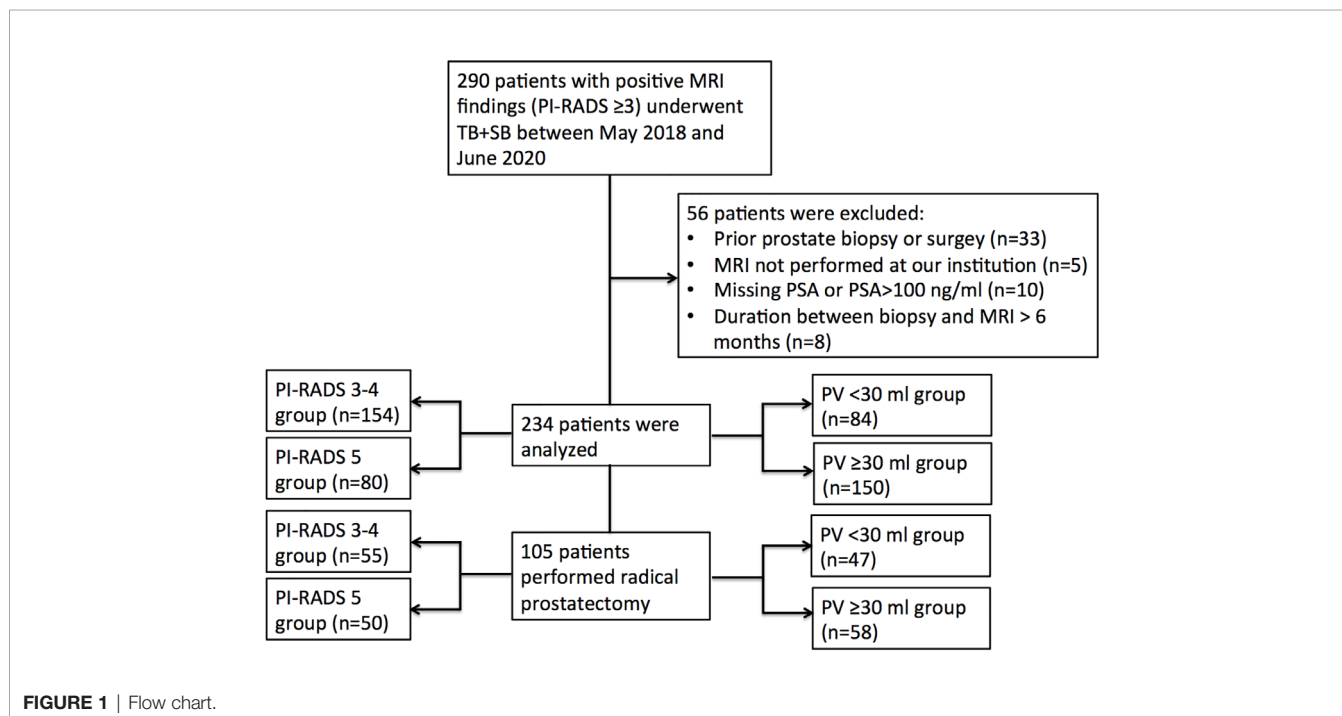 290 patients with positive MRI
findings (PI-RADS ≥3) underwent
TB+SB between May 2018 and
June 2020
56 patients were excluded:
• Prior prostate biopsy or surgey (n=33)
• MRI not performed at our institution (n=5)
• Missing PSA or PSA>100 ng/ml (n=10)
• Duration between biopsy and MRI > 6
months (n=8)
PI-RADS 3-4
group (n=154)
PI-RADS 5
group (n=80)
234 patients were
analyzed
PV <30 ml group
(n=84)
PV ≥30 ml group
(n=150)
PI-RADS 3-4
group (n=55)
PI-RADS 5
group (n=50)
105 patients
performed radical
prostatectomy
PV <30 ml group
(n=47)
PV ≥30 ml group
(n=58)
FIGURE 1 | Flow chart.